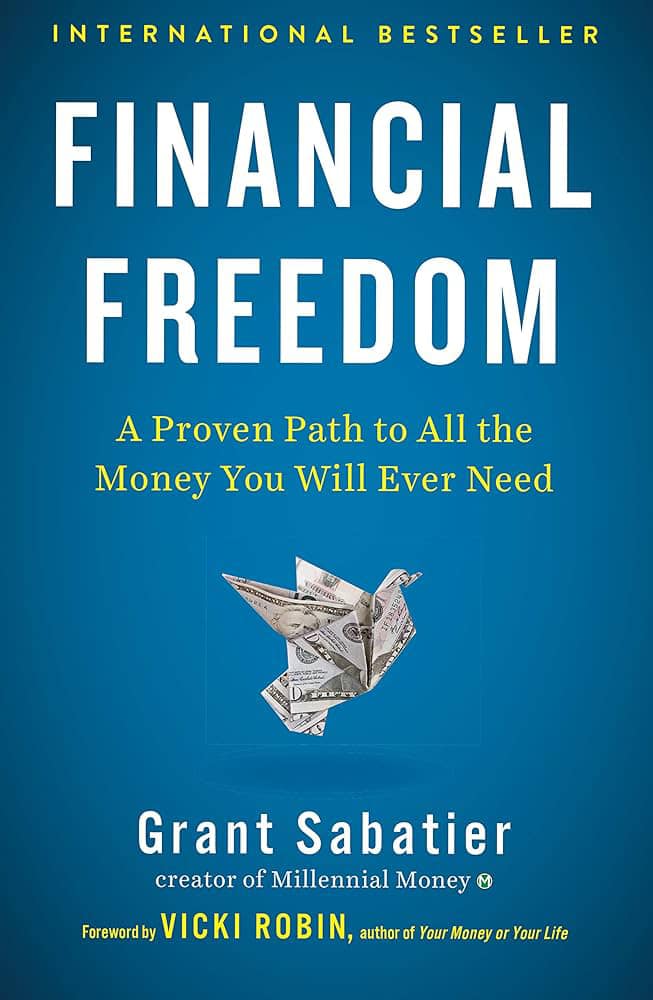 INTERNATIONAL BESTSELLER
FINANCIAL
FREEDOM
A Proven Path to All the
Money You Will Ever Need
FIFTY
Grant Sabatier
creator of Millennial Money M
Foreword by VICKI ROBIN, author of Your Money or Your Life